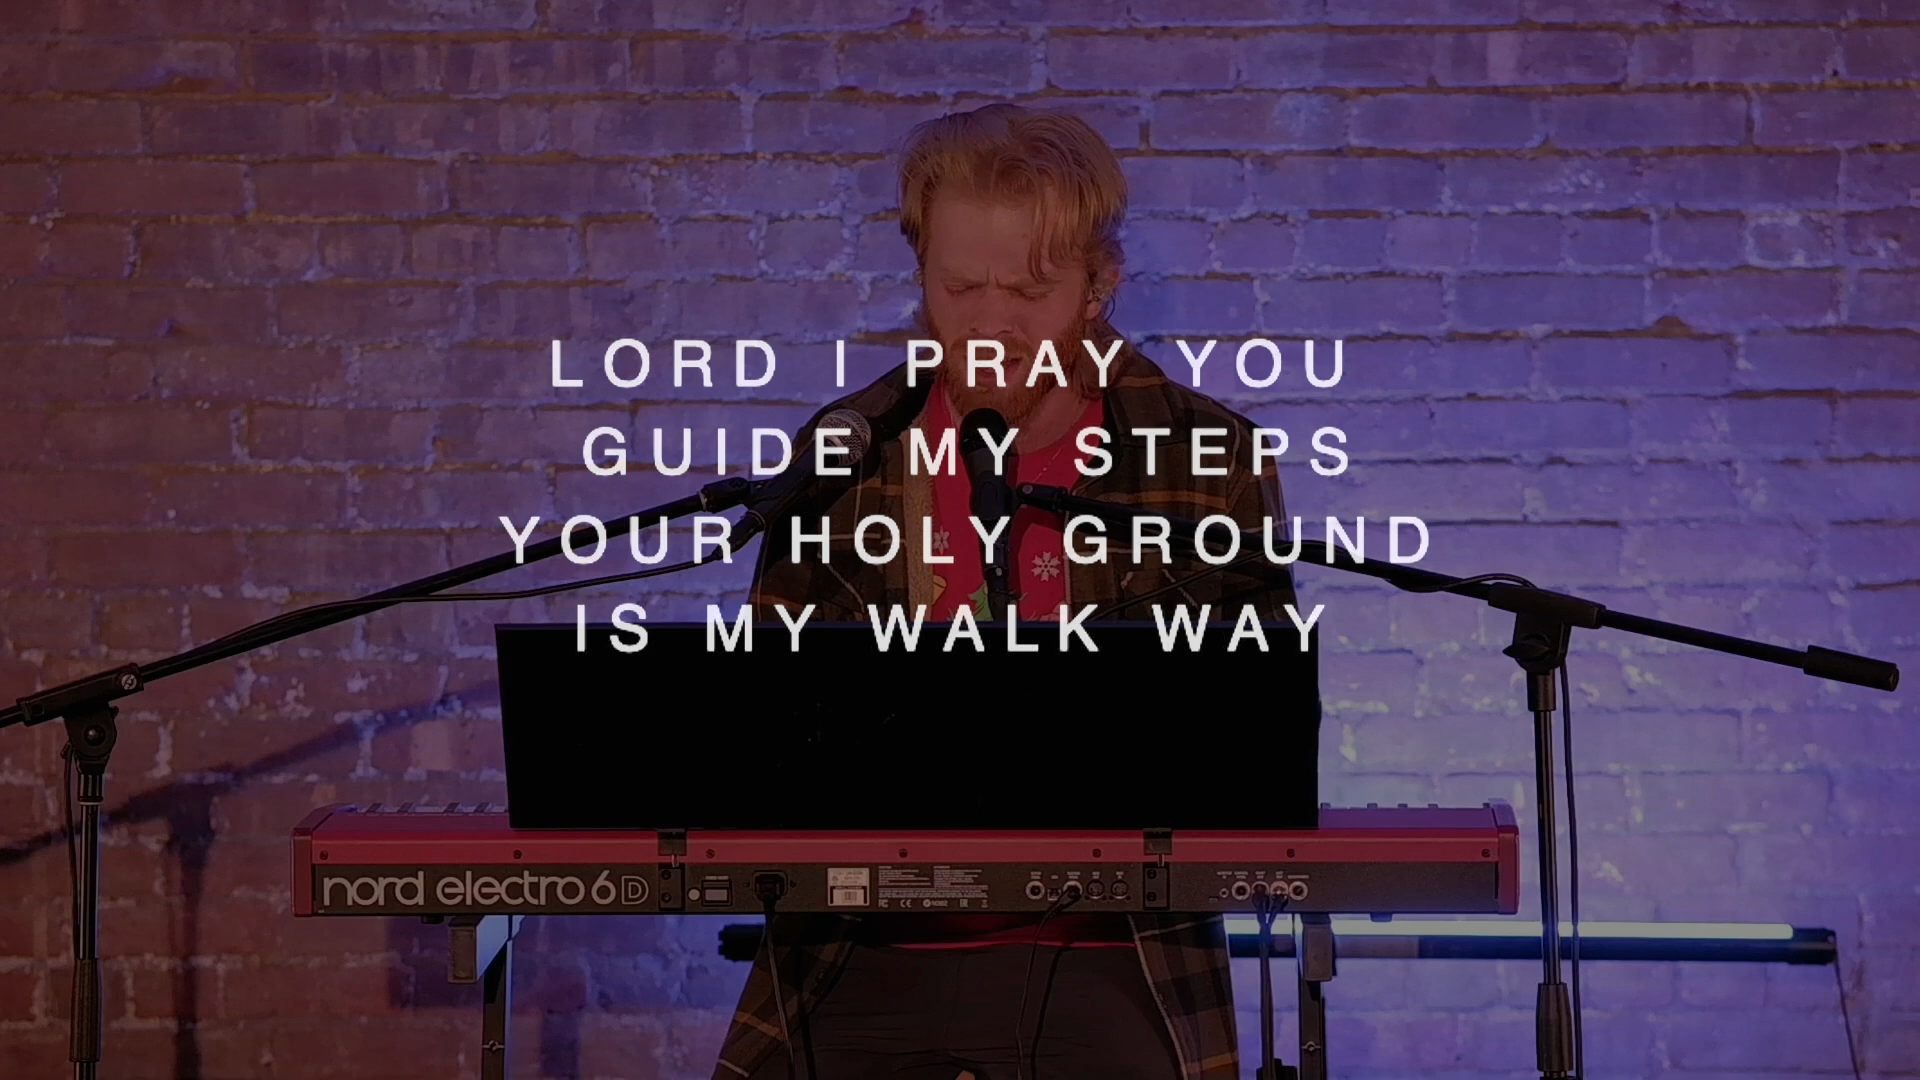 LORD I PRAY YOU
GUIDE MY STEPS
YOUR HOLY GROUND
IS MY WALK WAY
nord electro 6D